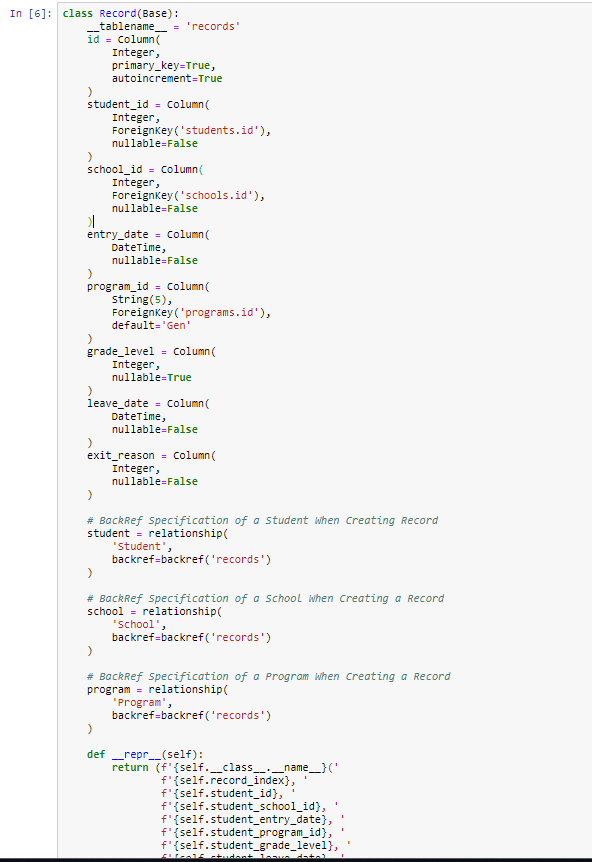 In [6]: class Record(Base):
    __tablename__ = 'records'
    id = Column(
        Integer,
        primary_key=True,
        autoincrement=True
    )
    student_id = Column(
        Integer,
        ForeignKey('students.id'),
        nullable=False
    )
    school_id = Column(
        Integer,
        ForeignKey('schools.id'),
        nullable=False
    )
    entry_date = Column(
        DateTime,
        nullable=False
    )
    program_id = Column(
        String(5),
        ForeignKey('programs.id'),
        default='Gen'
    )
    grade_level = Column(
        Integer,
        nullable=True
    )
    leave_date = Column(
        DateTime,
        nullable=False
    )
    exit_reason = Column(
        Integer,
        nullable=False
    )

    # BackRef Specification of a Student When Creating Record
    student = relationship(
        'Student',
        backref=backref('records')
    )

    # BackRef Specification of a School When Creating a Record
    school = relationship(
        'School',
        backref=backref('records')
    )

    # BackRef Specification of a Program When Creating a Record
    program = relationship(
        'Program',
        backref=backref('records')
    )

    def __repr__(self):
        return (f'{self.__class__.__name__}('
                f'{self.record_index}, '
                f'{self.student_id}, '
                f'{self.student_school_id}, '
                f'{self.student_entry_date}, '
                f'{self.student_program_id}, '
                f'{self.student_grade_level}, '
                f'{self.student_leave_date}, '